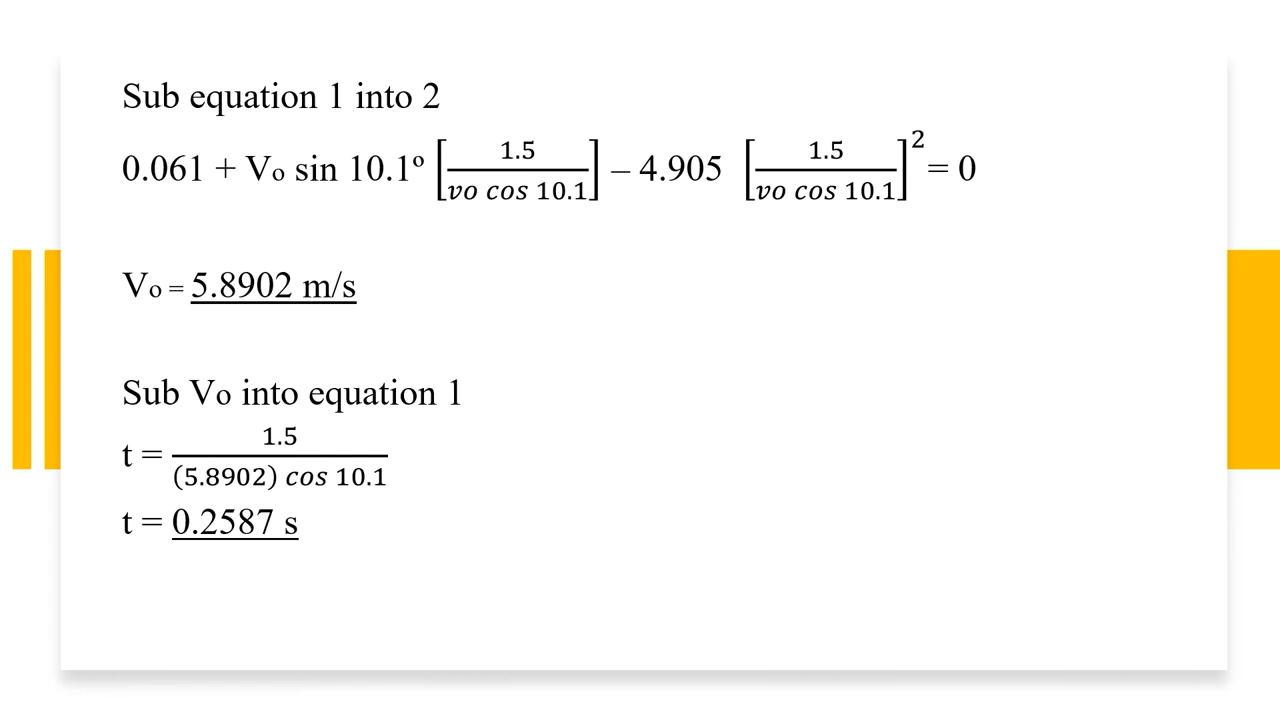 Sub equation 1 into 2
0.061 + Vo sin 10.1º [1.5 / vo cos 10.1] – 4.905 [1.5 / vo cos 10.1]² = 0
Vo = 5.8902 m/s
Sub Vo into equation 1
t = 1.5 / (5.8902) cos 10.1
t = 0.2587 s